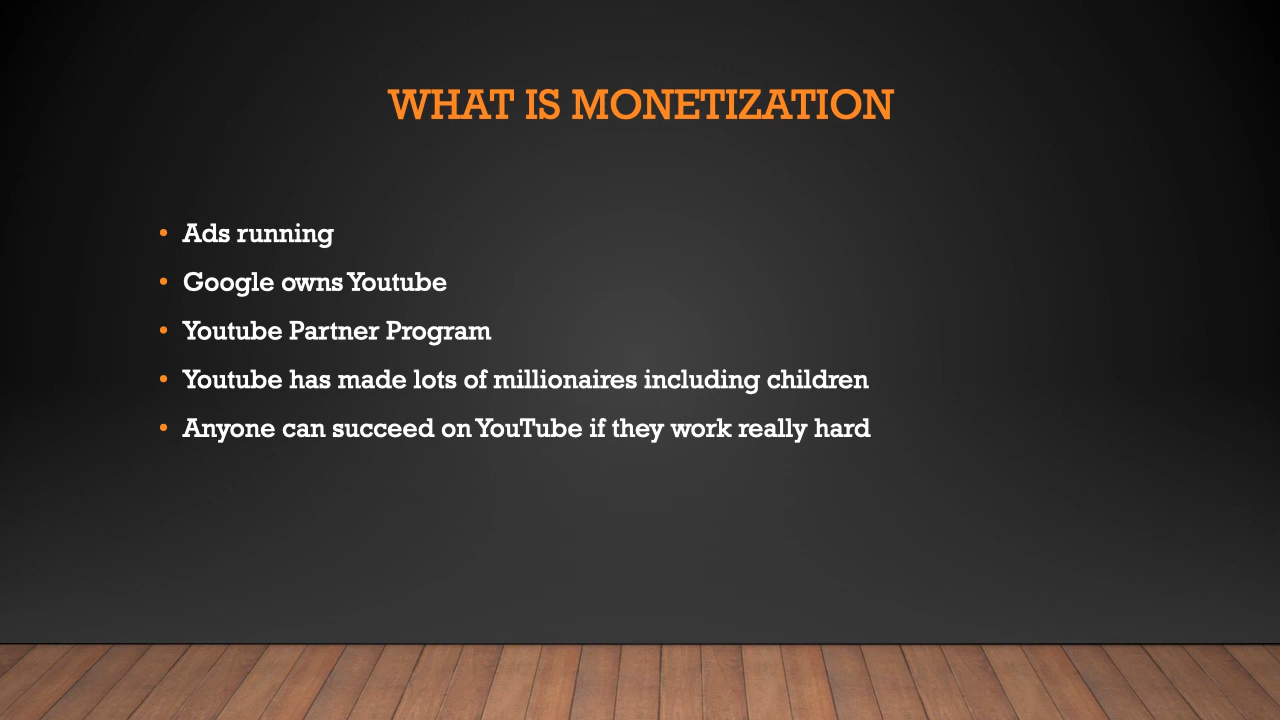 WHAT IS MONETIZATION
• Ads running
• Google owns Youtube
• Youtube Partner Program
• Youtube has made lots of millionaires including children
• Anyone can succeed on YouTube if they work really hard